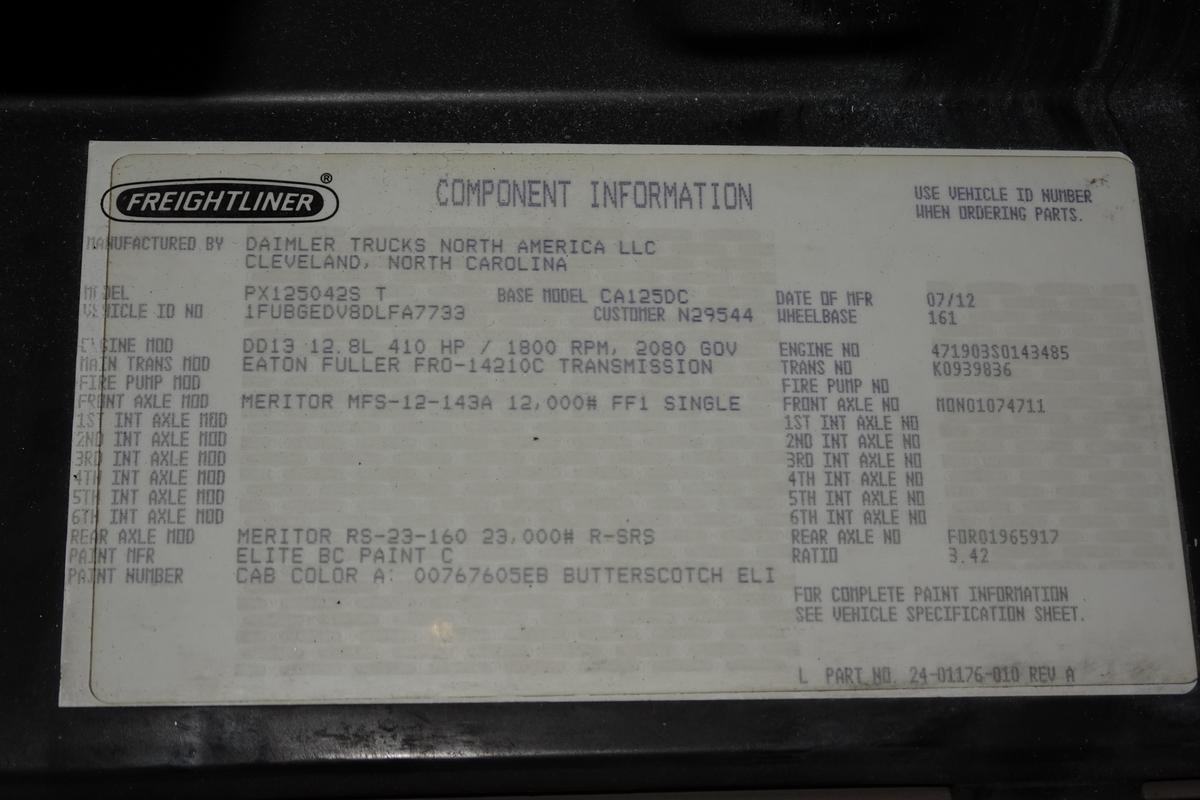 FREIGHTLINER ®
COMPONENT INFORMATION
USE VEHICLE ID NUMBER
WHEN ORDERING PARTS.
MANUFACTURED BY DAIMLER TRUCKS NORTH AMERICA LLC
CLEVELAND, NORTH CAROLINA
MODEL PX125042S T BASE MODEL CA125DC DATE OF MFR 07/12
VEHICLE ID NO 1FUBGEDV8DLFA7733 CUSTOMER N29544 WHEELBASE 161
ENGINE MOD DD13 12.8L 410 HP / 1800 RPM, 2080 GOV ENGINE NO 471903S0143485
MAIN TRANS MOD EATON FULLER FRO-14210C TRANSMISSION TRANS NO K0939836
FIRE PUMP MOD FIRE PUMP NO
FRONT AXLE MOD MERITOR MFS-12-143A 12,000# FF1 SINGLE FRONT AXLE NO MON01074711
1ST INT AXLE MOD 1ST INT AXLE NO
2ND INT AXLE MOD 2ND INT AXLE NO
3RD INT AXLE MOD 3RD INT AXLE NO
4TH INT AXLE MOD 4TH INT AXLE NO
5TH INT AXLE MOD 5TH INT AXLE NO
6TH INT AXLE MOD 6TH INT AXLE NO
REAR AXLE MOD MERITOR RS-23-160 23,000# R-SRS REAR AXLE NO FOR01965917
PAINT MFR ELITE BC PAINT C RATIO 3.42
PAINT NUMBER CAB COLOR A: 00767605EB BUTTERSCOTCH ELI
FOR COMPLETE PAINT INFORMATION
SEE VEHICLE SPECIFICATION SHEET.
L PART NO. 24-01176-010 REV A